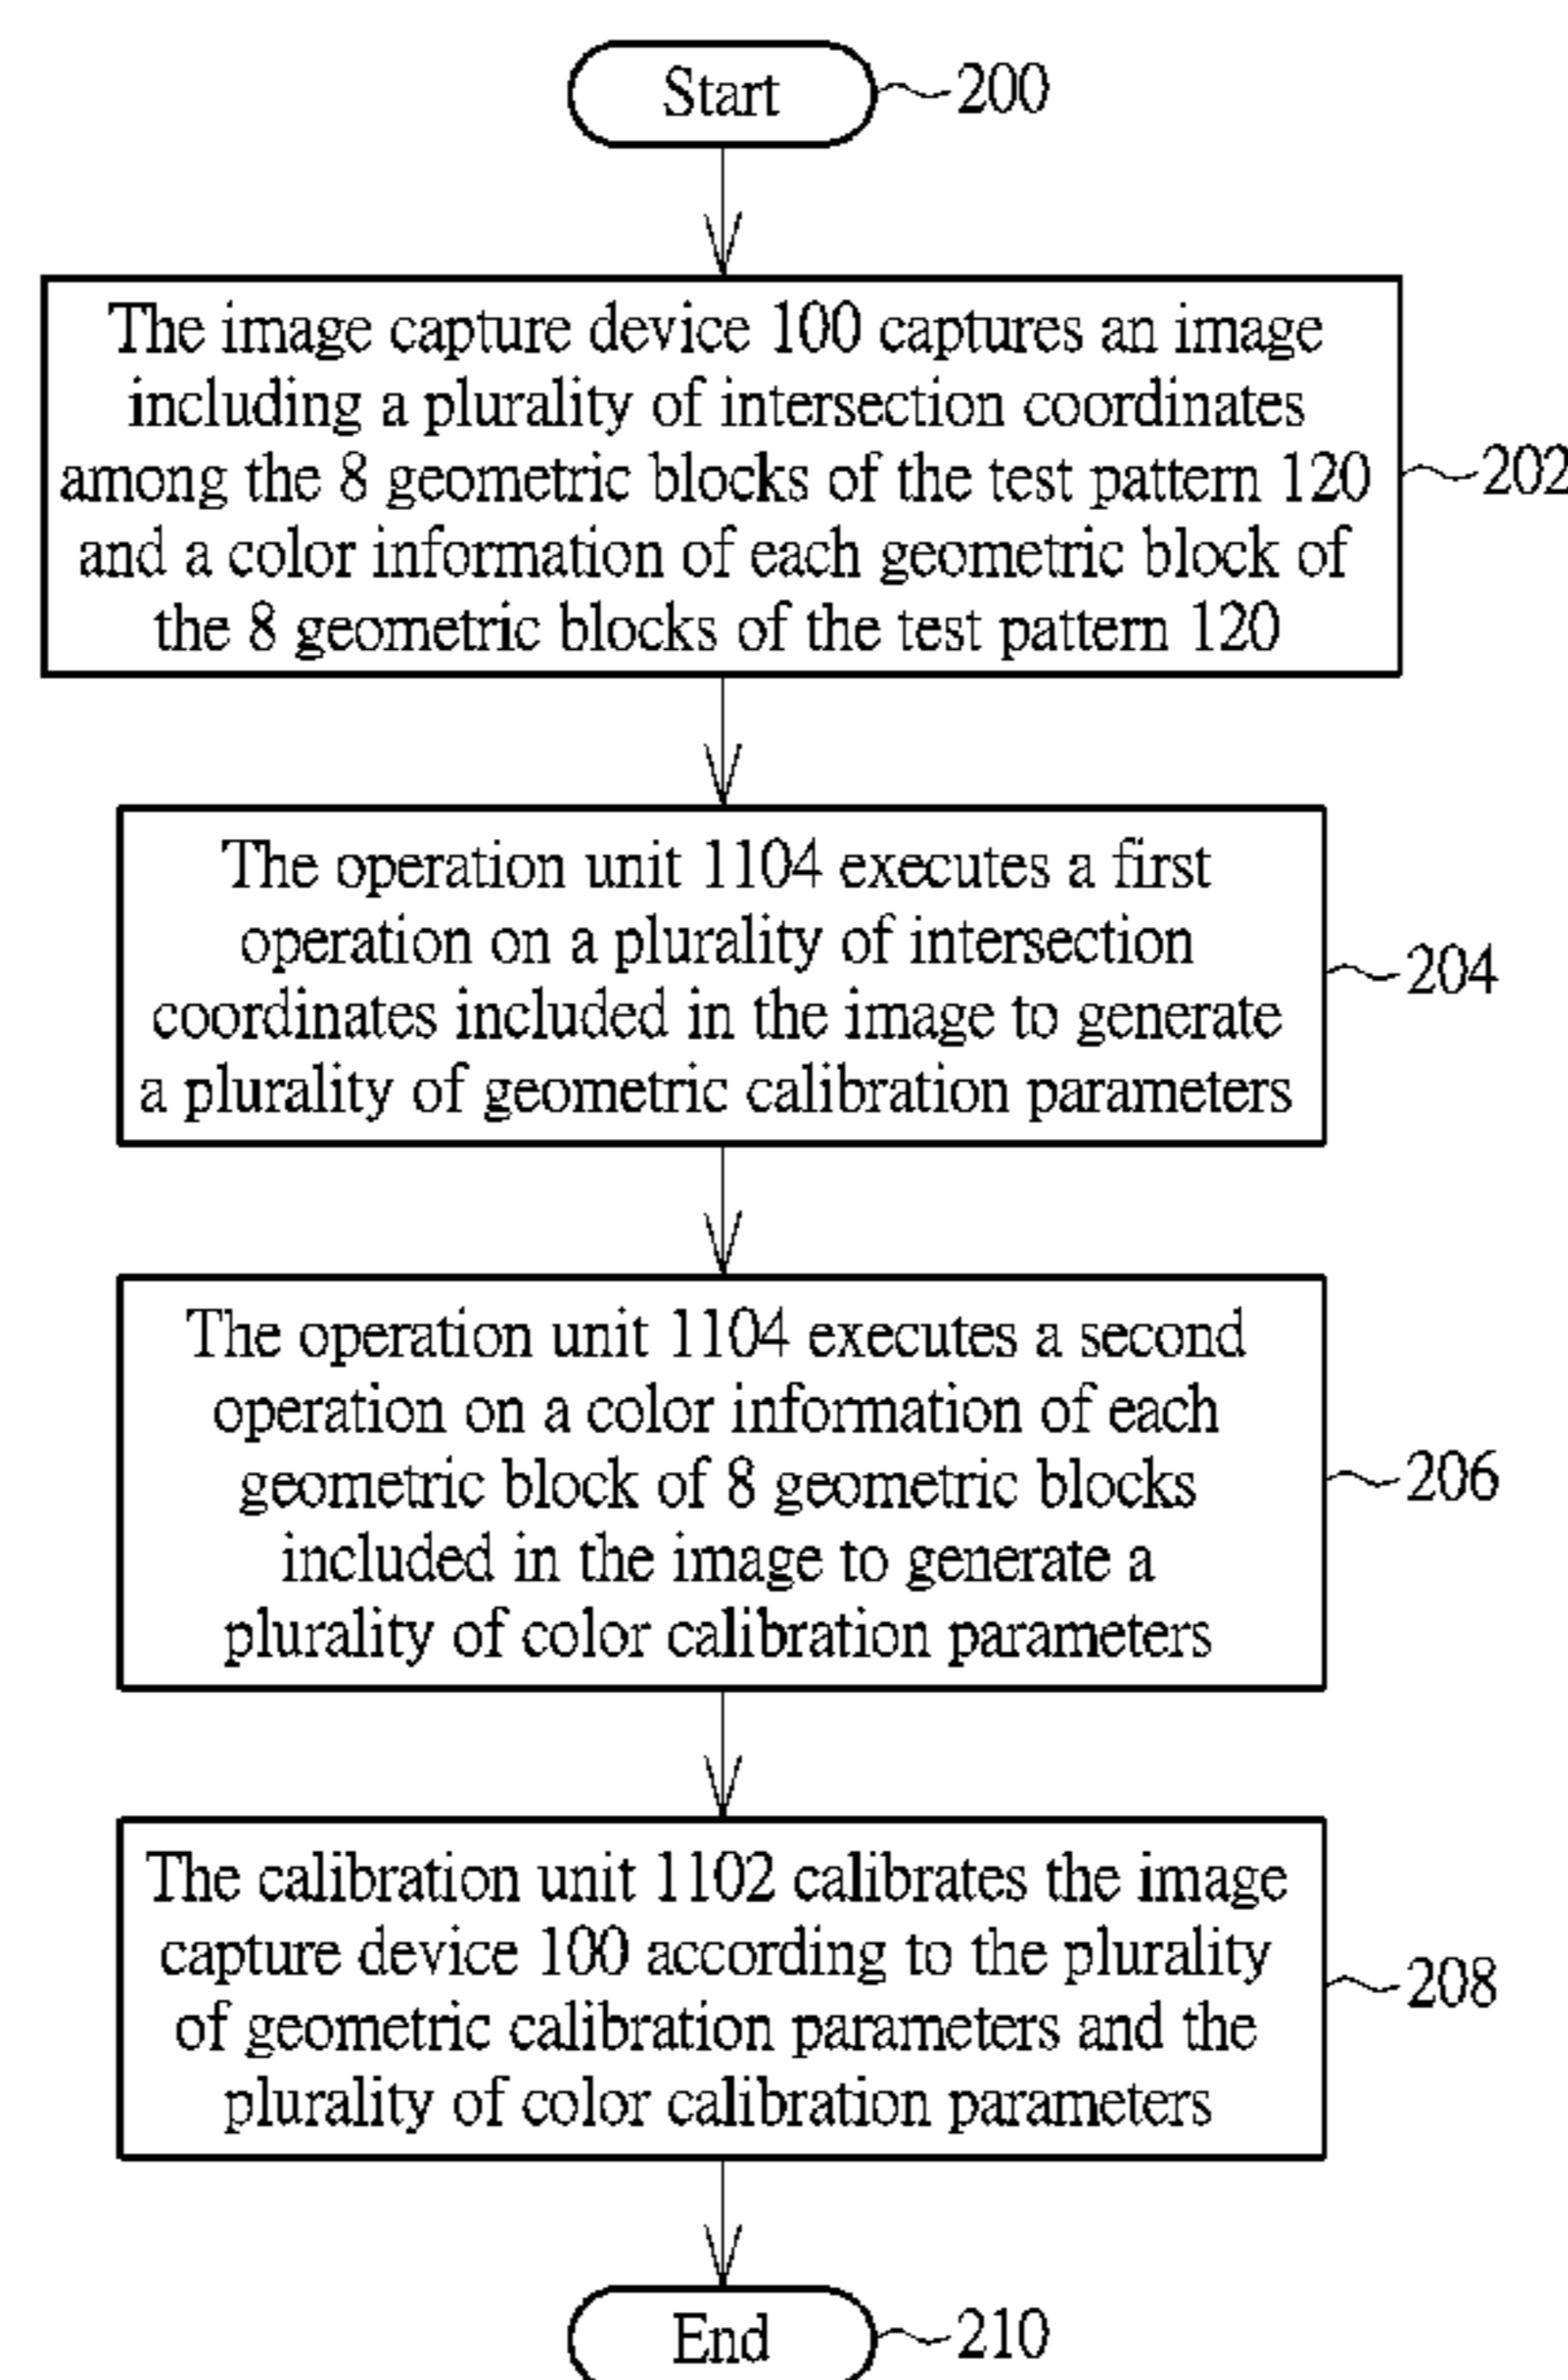 Start
200
The image capture device 100 captures an image
including a plurality of intersection coordinates
among the 8 geometric blocks of the test pattern 120
and a color information of each geometric block of
the 8 geometric blocks of the test pattern 120
202
The operation unit 1104 executes a first
operation on a plurality of intersection
coordinates included in the image to generate
a plurality of geometric calibration parameters
204
The operation unit 1104 executes a second
operation on a color information of each
geometric block of 8 geometric blocks
included in the image to generate a
plurality of color calibration parameters
206
The calibration unit 1102 calibrates the image
capture device 100 according to the plurality
of geometric calibration parameters and the
plurality of color calibration parameters
208
End
210